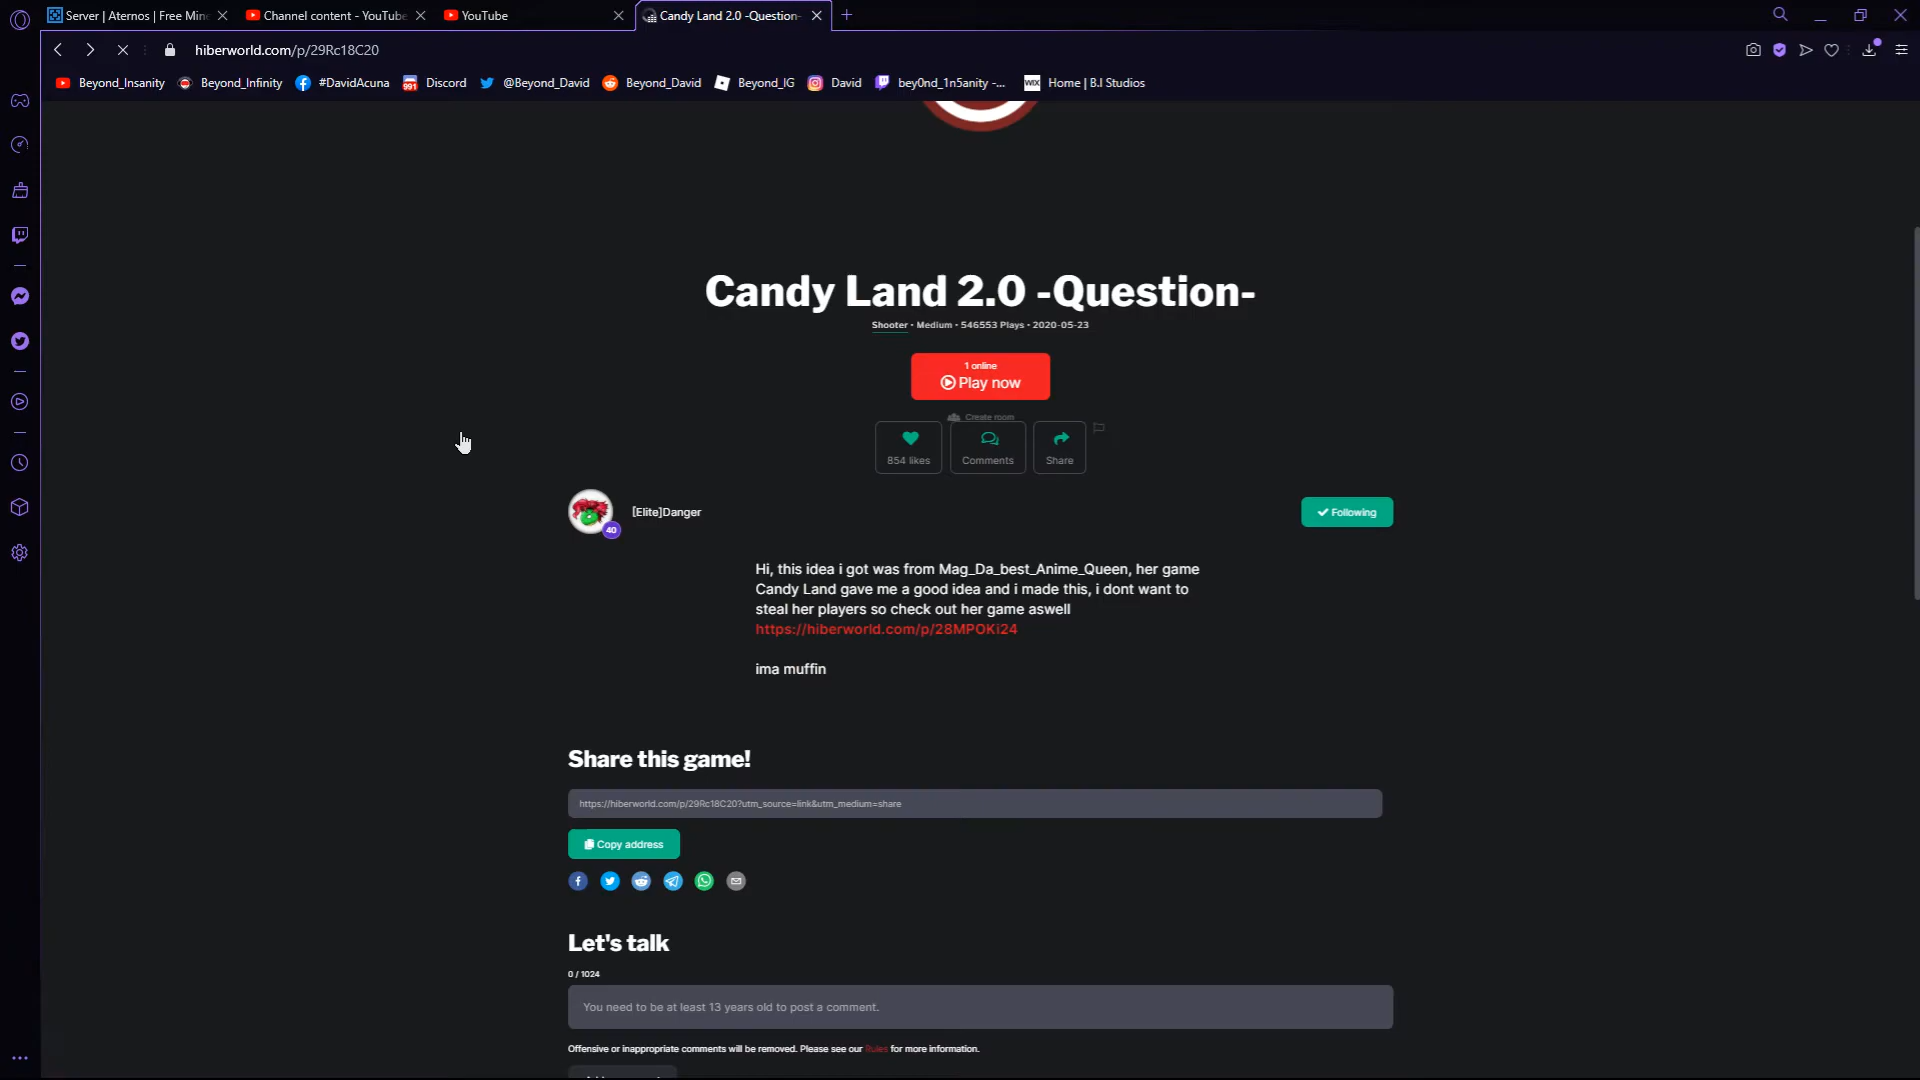 Server | Aternos | Free Min
Channel content - YouTube
YouTube
Candy Land 2.0 -Question-
hiberworld.com/p/29Rc18C20
Beyond_Insanity
Beyond_Infinity
#DavidAcuna
991
Discord
@Beyond_David
Beyond_David
Beyond_IG
David
bey0nd_1n5anity -...
WIX
Home | B.I Studios
Candy Land 2.0 -Question-
Shooter • Medium • 546553 Plays • 2020-05-23
1 online
Play now
Create room
854 likes
Comments
Share
[Elite]Danger
40
Following
Hi, this idea i got was from Mag_Da_best_Anime_Queen, her game
Candy Land gave me a good idea and i made this, i dont want to
steal her players so check out her game aswell
https://hiberworld.com/p/28MPOKi24
ima muffin
Share this game!
https://hiberworld.com/p/29Rc18C20?utm_source=link&utm_medium=share
Copy address
Let's talk
0 / 1024
You need to be at least 13 years old to post a comment.
Offensive or inappropriate comments will be removed. Please see our Rules for more information.